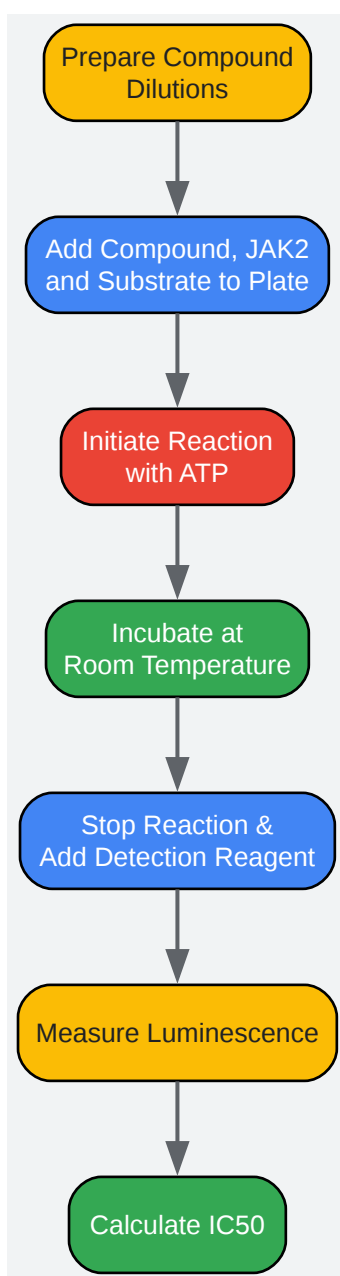 Prepare Compound
Dilutions
Add Compound, JAK2
and Substrate to Plate
Initiate Reaction
with ATP
Incubate at
Room Temperature
Stop Reaction &
Add Detection Reagent
Measure Luminescence
Calculate IC50